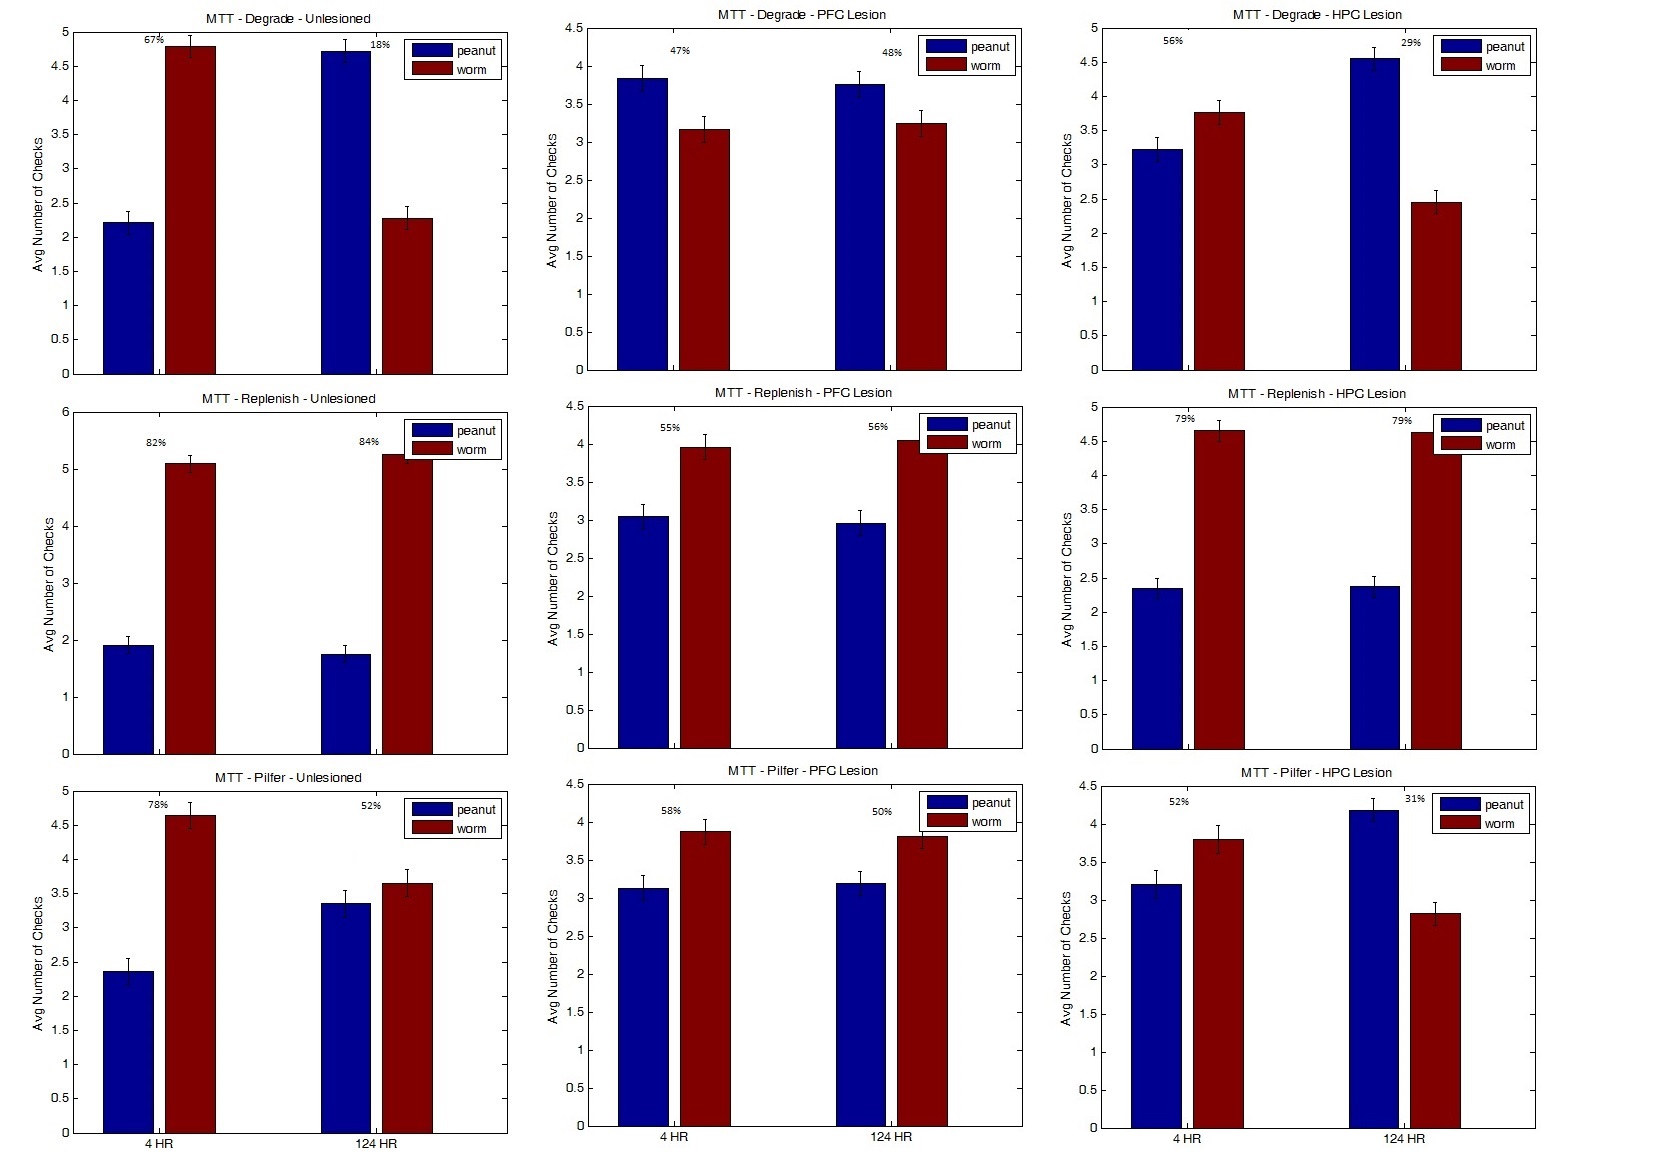 MTT - Degrade - Unlesioned
67%
18%
peanut
worm
5
4.5
4
3.5
3
2.5
2
1.5
1
0.5
0
Avg Number of Checks
MTT - Degrade - PFC Lesion
47%
48%
peanut
worm
4.5
4
3.5
3
2.5
2
1.5
1
0.5
0
Avg Number of Checks
MTT - Degrade - HPC Lesion
56%
29%
peanut
worm
5
4.5
4
3.5
3
2.5
2
1.5
1
0.5
0
Avg Number of Checks
MTT - Replenish - Unlesioned
82%
84%
peanut
worm
6
5
4
3
2
1
0
Avg Number of Checks
MTT - Replenish - PFC Lesion
55%
56%
peanut
worm
4.5
4
3.5
3
2.5
2
1.5
1
0.5
0
Avg Number of Checks
MTT - Replenish - HPC Lesion
79%
79%
peanut
worm
5
4.5
4
3.5
3
2.5
2
1.5
1
0.5
0
Avg Number of Checks
MTT - Pilfer - Unlesioned
78%
52%
peanut
worm
5
4.5
4
3.5
3
2.5
2
1.5
1
0.5
0
Avg Number of Checks
4 HR
124 HR
MTT - Pilfer - PFC Lesion
58%
50%
peanut
worm
4.5
4
3.5
3
2.5
2
1.5
1
0.5
0
Avg Number of Checks
4 HR
124 HR
MTT - Pilfer - HPC Lesion
52%
31%
peanut
worm
4.5
4
3.5
3
2.5
2
1.5
1
0.5
0
Avg Number of Checks
4 HR
124 HR